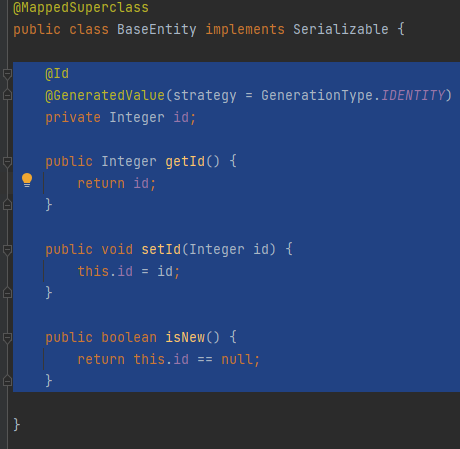 @MappedSuperclass
public class BaseEntity implements Serializable {
@Id
@GeneratedValue(strategy = GenerationType.IDENTITY)
private Integer id;
public Integer getId() {
return id;
}
public void setId(Integer id) {
this.id = id;
}
public boolean isNew() {
return this.id == null;
}
}